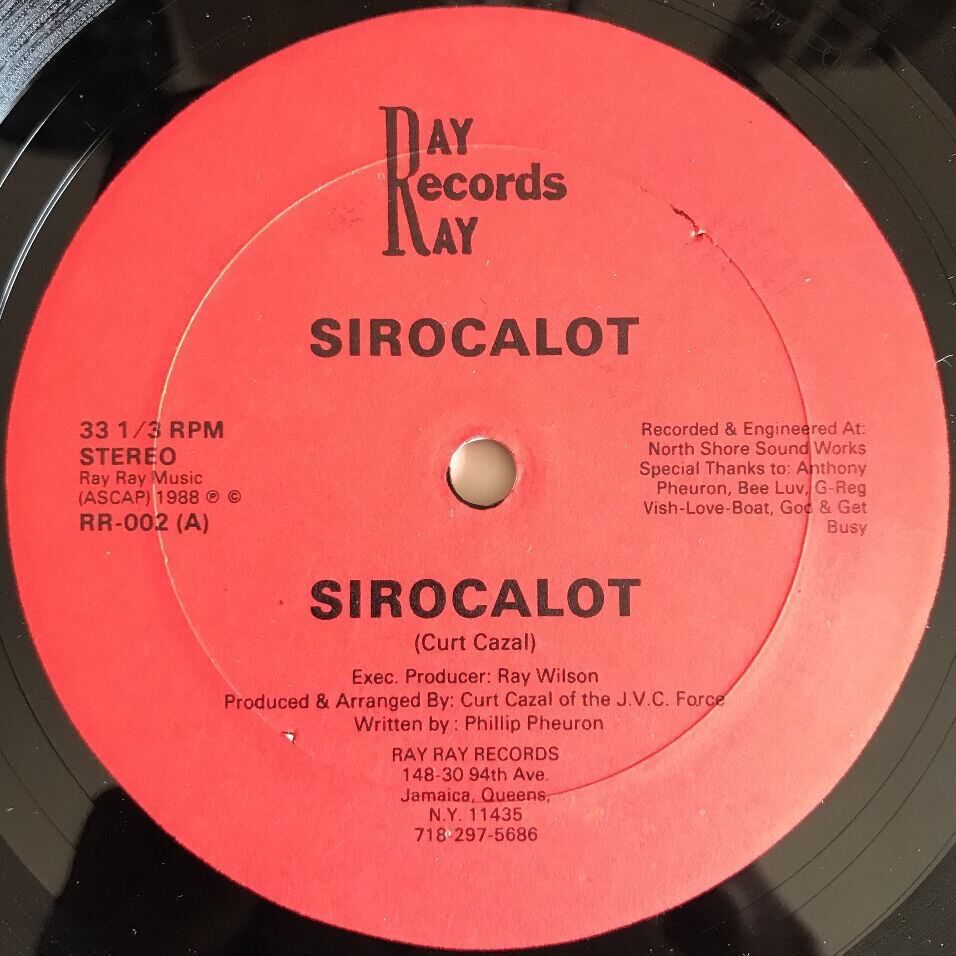 RAY
Records
RAY
SIROCALOT
33 1/3 RPM
STEREO
Ray Ray Music
(ASCAP) 1988 ℗ ©
RR-002 (A)
Recorded & Engineered At:
North Shore Sound Works
Special Thanks to: Anthony
Pheuron, Bee Luv, G-Reg
Vish-Love-Boat, God & Get
Busy
SIROCALOT
(Curt Cazal)
Exec. Producer: Ray Wilson
Produced & Arranged By: Curt Cazal of the J.V.C. Force
Written by : Phillip Pheuron
RAY RAY RECORDS
148-30 94th Ave.
Jamaica, Queens,
N.Y. 11435
718-297-5686